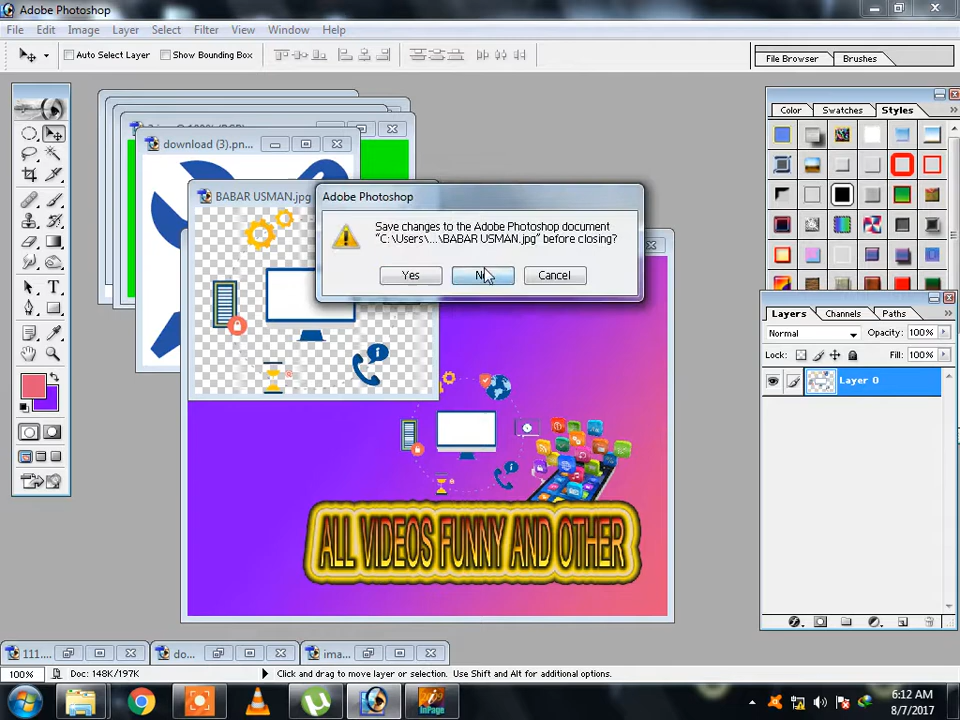 Adobe Photoshop
File Edit Image Layer Select Filter View Window Help
Auto Select Layer Show Bounding Box
File Browser Brushes
Color Swatches Styles
download (3).pn...
BABAR USMAN.jpg
Adobe Photoshop
Save changes to the Adobe Photoshop document
"C:\Users\...\BABAR USMAN.jpg" before closing?
Yes Cancel
Layers Channels Paths
Normal Opacity: 100%
Lock: Fill: 100%
Layer 0
ALL VIDEOS FUNNY AND OTHER
111.... do... ima...
100% Doc: 148K/197K Click and drag to move layer or selection. Use Shift and Alt for additional options.
InPage
6:12 AM
8/7/2017